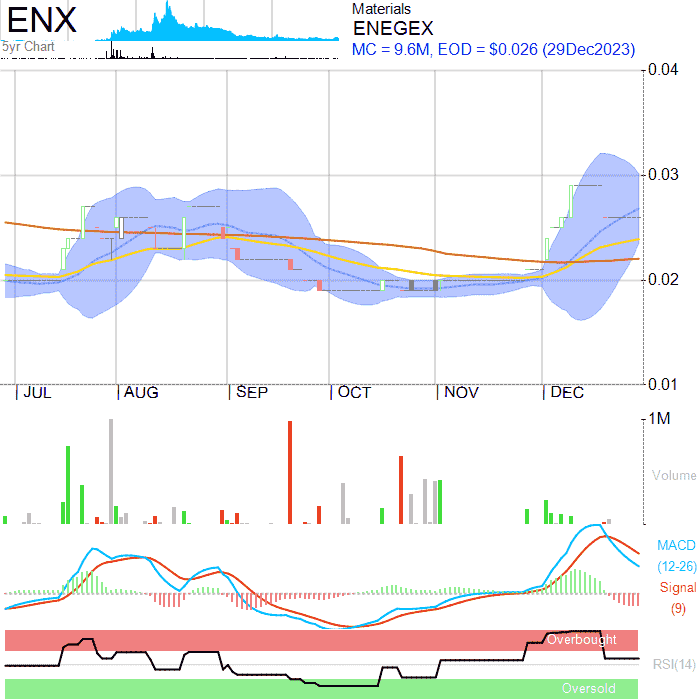 ENX
5yr Chart
Materials
ENEGEX
MC = 9.6M, EOD = $0.026 (29Dec2023)
0.04
0.03
0.02
0.01
| JUL | AUG | SEP | OCT | NOV | DEC
1M
Volume
MACD
(12-26)
Signal
(9)
Overbought
RSI(14)
Oversold